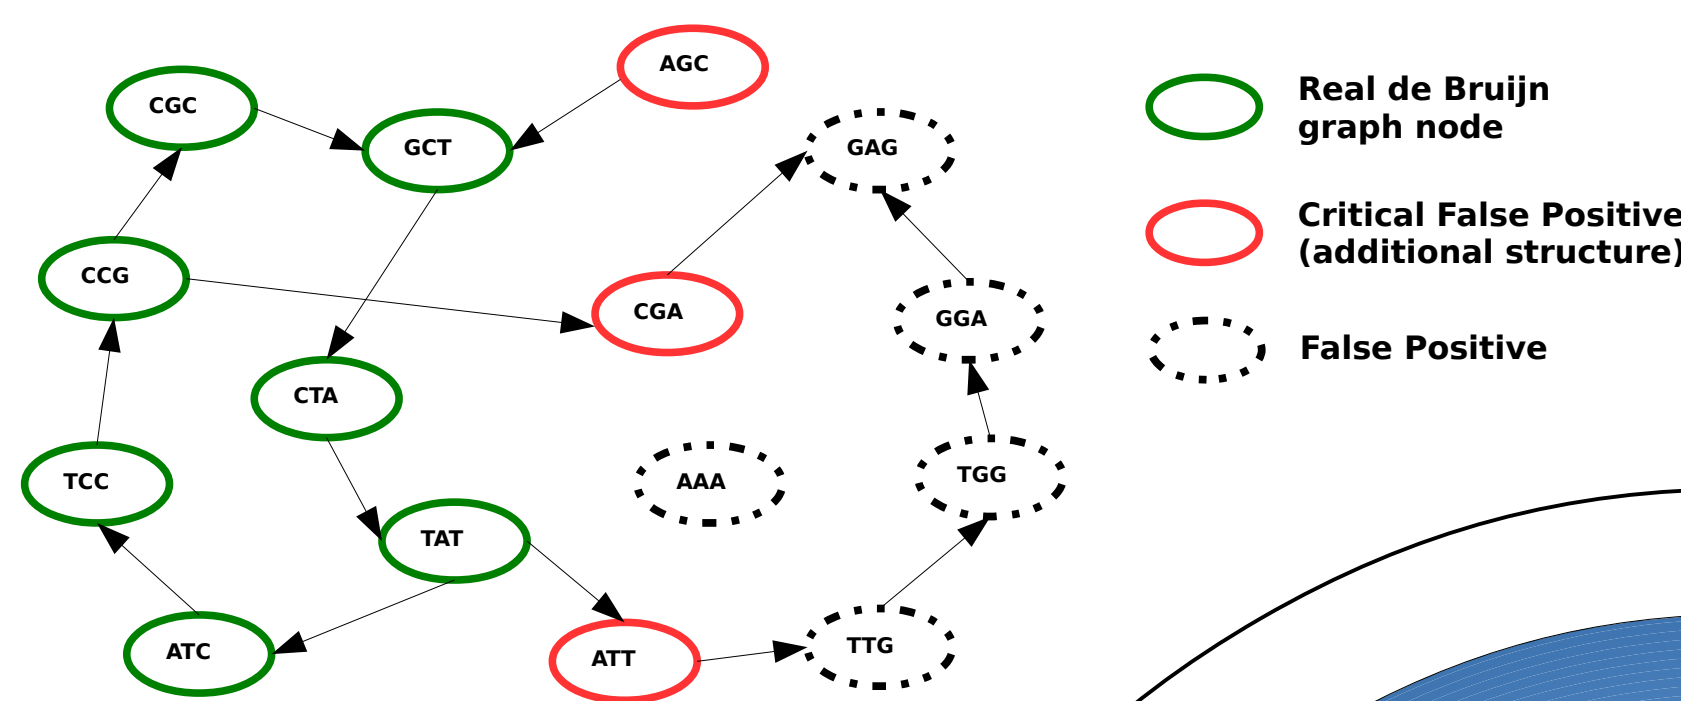 AGC
CGC
GCT
GAG
CCG
CGA
GGA
CTA
TCC
AAA
TGG
TAT
ATC
ATT
TTG
Real de Bruijn
graph node
Critical False Positive
(additional structure)
False Positive